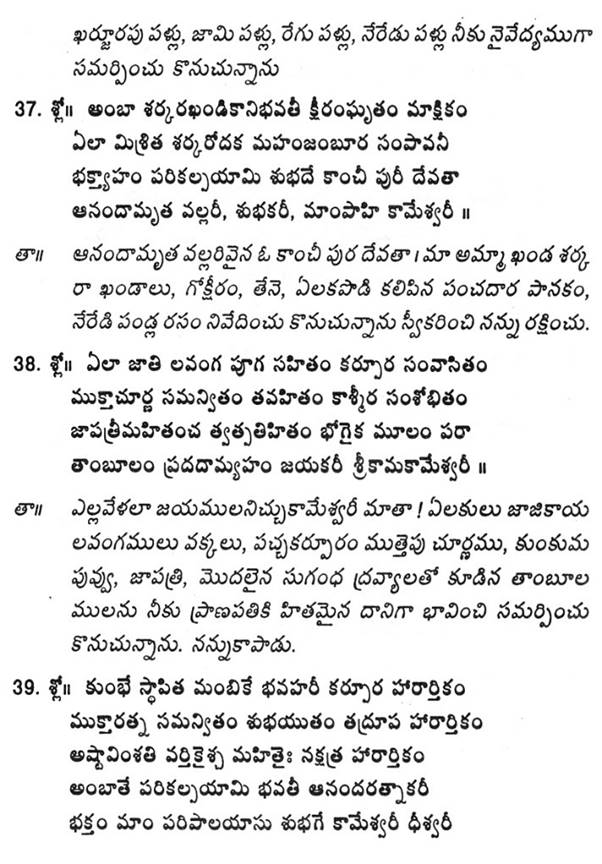 ఖర్జూరపు పళ్లు, జామి పళ్లు, రేగు పళ్లు, నేరేడు పళ్లు నీకు నైవేద్యముగా
సమర్పించు కొనుచున్నాను
37. శ్లో॥ అంబా శర్కరఖండికానిభవతీ క్షీరంఘృతం మాక్షికం
ఏలా మిశ్రిత శర్కరోదక మహంజంబూర సంపావనీ
భక్త్యాహం పరికల్పయామి శుభదే కాంచీ పురీ దేవతా
ఆనందామృత వల్లరీ, శుభకరీ, మాంపాహి కామేశ్వరీ ॥
తా॥ ఆనందామృత వల్లరివైన ఓ కాంచీ పుర దేవతా। మా అమ్మా ఖండ శర్క
రా ఖండాలు, గోక్షీరం, తేనె, ఏలకపొడి కలిపిన పంచదార పానకం,
నేరేడి పండ్ల రసం నివేదించు కొనుచున్నాను స్వీకరించి నన్ను రక్షించు.
38. శ్లో॥ ఏలా జాతి లవంగ పూగ సహితం కర్పూర సంవాసితం
ముక్తాచూర్ణ సమన్వితం తవహితం కాశ్మీర సంశోభితం
జాపత్రీమహితంచ త్వత్పతిహితం భోగైక మూలం పరా
తాంబూలం ప్రదదామ్యహం జయకరీ శ్రీకామకామేశ్వరీ ॥
తా॥ ఎల్లవేళలా జయములనిచ్చుకామేశ్వరీ మాతా ! ఏలకులు జాజికాయ
లవంగములు వక్కలు, పచ్చకర్పూరం ముత్తెపు చూర్ణము, కుంకుమ
పువ్వు, జాపత్రి, మొదలైన సుగంధ ద్రవ్యాలతో కూడిన తాంబూల
ములను నీకు ప్రాణపతికి హితమైన దానిగా భావించి సమర్పించు
కొనుచున్నాను. నన్నుకాపాడు.
39. శ్లో॥ కుంభే స్థాపిత మంబికే భవహరీ కర్పూర హారార్తికం
ముక్తారత్న సమన్వితం శుభయుతం తద్రూప హారార్తికం
అష్టావింశతి వర్తికైశ్చ మహితైః నక్షత్ర హారార్తికం
అంబాతే పరికల్పయామి భవతీ ఆనందరత్నాకరీ
భక్తం మాం పరిపాలయాసు శుభగే కామేశ్వరీ ధీశ్వరీ